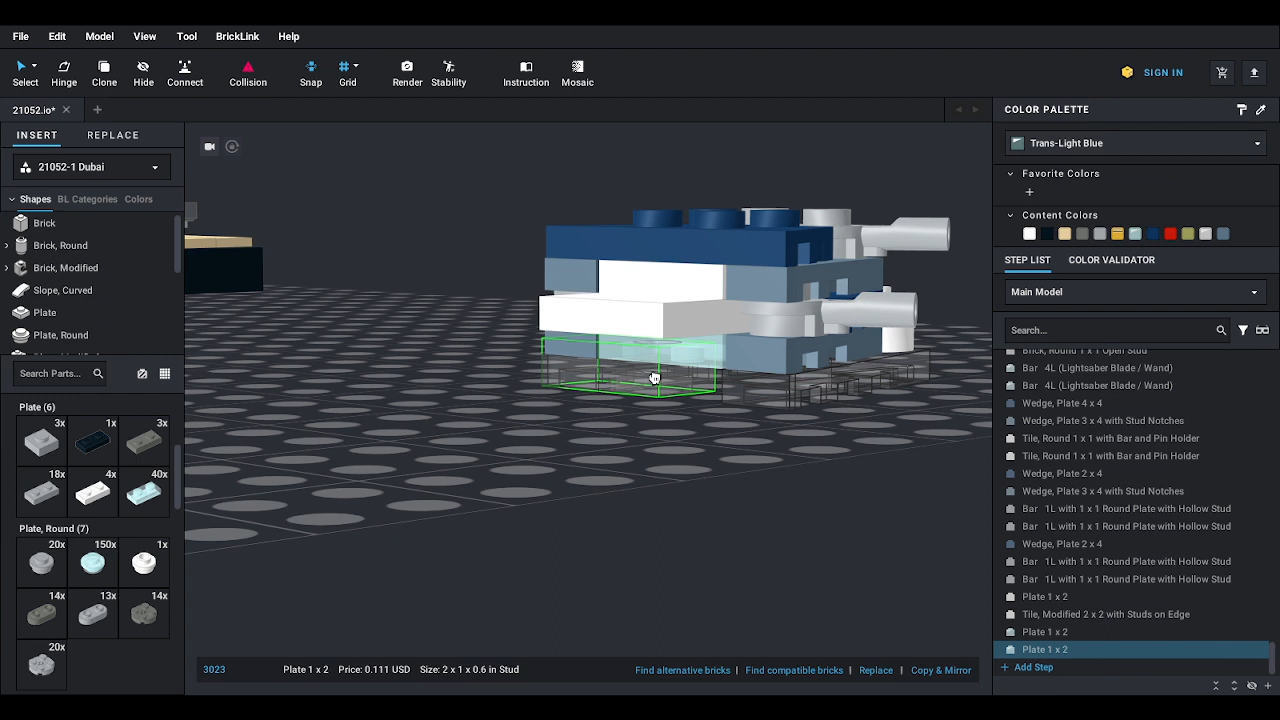 File Edit Model View Tool BrickLink Help
Select Hinge Clone Hide Connect Collision Snap Grid Render Stability Instruction Mosaic SIGN IN
21052.io*
INSERT REPLACE
21052-1 Dubai
Shapes BL Categories Colors
Brick
Brick, Round
Brick, Modified
Slope, Curved
Plate
Plate, Round
Search Parts...
Plate (6)
3x 1x 3x
18x 4x 40x
Plate, Round (7)
20x 150x 1x
14x 13x 14x
20x
3023 Plate 1 x 2 Price: 0.111 USD Size: 2 x 1 x 0.6 in Stud Find alternative bricks | Find compatible bricks | Replace | Copy & Mirror
COLOR PALETTE
Trans-Light Blue
Favorite Colors
+
Content Colors
STEP LIST COLOR VALIDATOR
Main Model
Search...
Brick, Round 1 x 1 Open Stud
Bar 4L (Lightsaber Blade / Wand)
Bar 4L (Lightsaber Blade / Wand)
Wedge, Plate 4 x 4
Wedge, Plate 3 x 4 with Stud Notches
Tile, Round 1 x 1 with Bar and Pin Holder
Tile, Round 1 x 1 with Bar and Pin Holder
Wedge, Plate 2 x 4
Wedge, Plate 3 x 4 with Stud Notches
Bar 1L with 1 x 1 Round Plate with Hollow Stud
Bar 1L with 1 x 1 Round Plate with Hollow Stud
Wedge, Plate 2 x 4
Bar 1L with 1 x 1 Round Plate with Hollow Stud
Bar 1L with 1 x 1 Round Plate with Hollow Stud
Plate 1 x 2
Tile, Modified 2 x 2 with Studs on Edge
Plate 1 x 2
Plate 1 x 2
+ Add Step